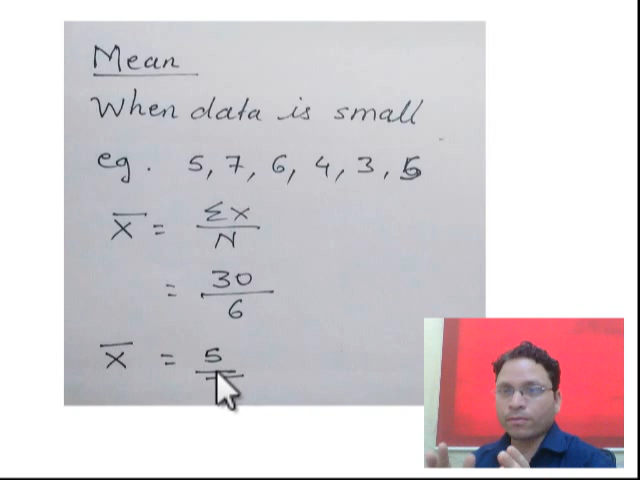 Mean
When data is small
eg. 5, 7, 6, 4, 3, 5
X̅ = ΣX / N
= 30 / 6
X̅ = 5